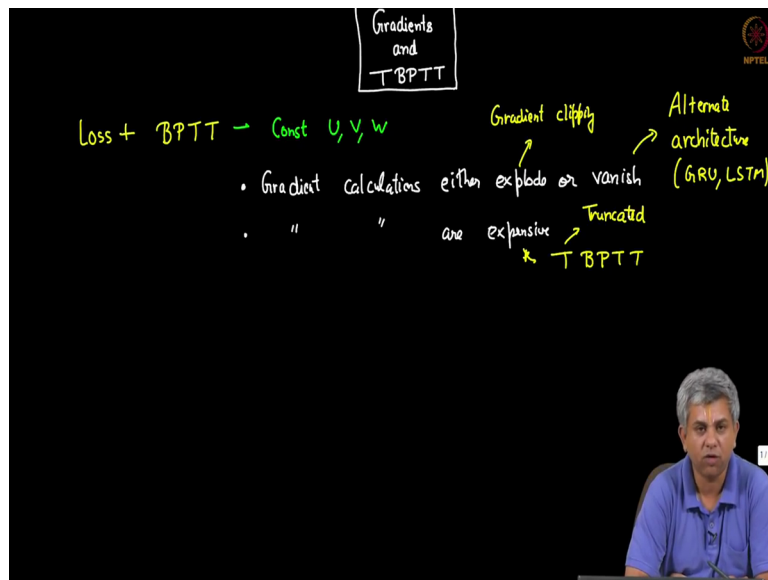 Gradients
and
TBPTT
NPTEL
Loss + BPTT - Const U, V, W
Gradient clipping
Alternate
architecture
(GRU, LSTM)
• Gradient calculations either explode or vanish
• " " are expensive
Truncated
TBPTT
1/